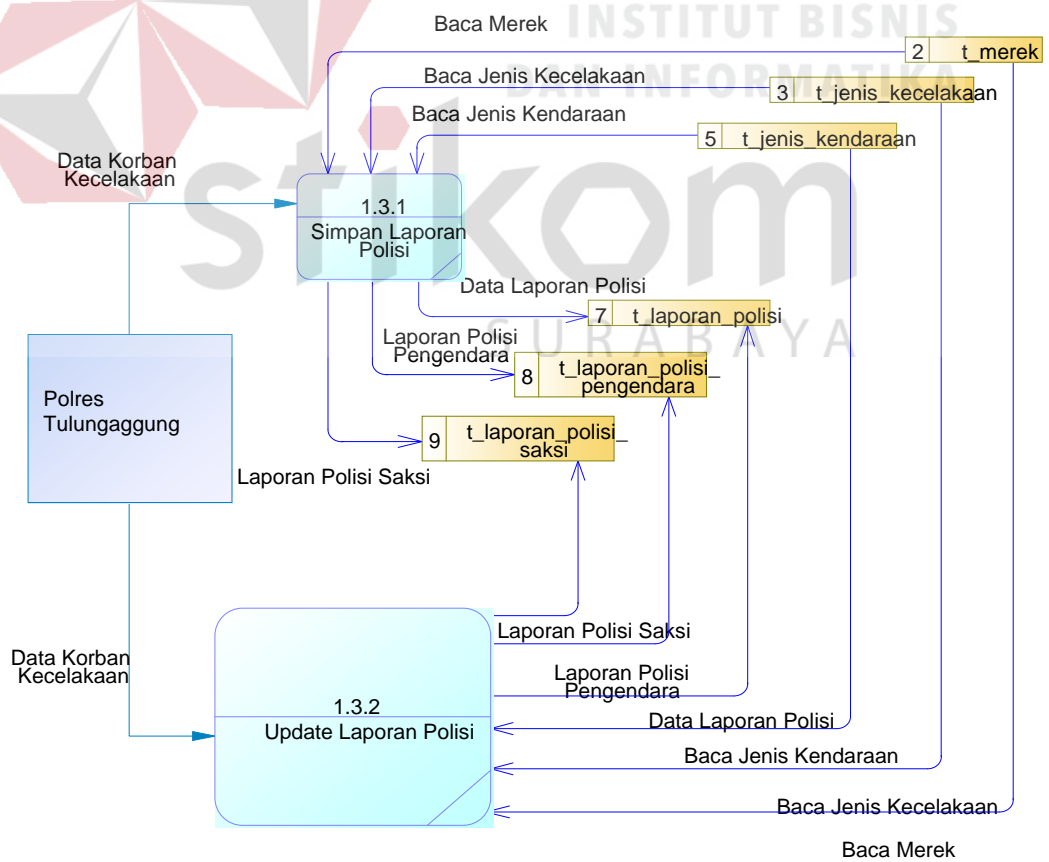 INSTITUT BISNIS
DAN INFORMATIKA
stikom
SURABAYA
Baca Merek
2 t_merek
Baca Jenis Kecelakaan
3 t_jenis_kecelakaan
Baca Jenis Kendaraan
5 t_jenis_kendaraan
Data Korban
Kecelakaan
1.3.1
Simpan Laporan
Polisi
Data Laporan Polisi
7 t_laporan_polisi
Laporan Polisi
Pengendara
8 t_laporan_polisi_
pengendara
Polres
Tulungaggung
9 t_laporan_polisi_
saksi
Laporan Polisi Saksi
Laporan Polisi Saksi
Data Korban
Kecelakaan
Laporan Polisi
Pengendara
1.3.2
Update Laporan Polisi
Data Laporan Polisi
Baca Jenis Kendaraan
Baca Jenis Kecelakaan
Baca Merek